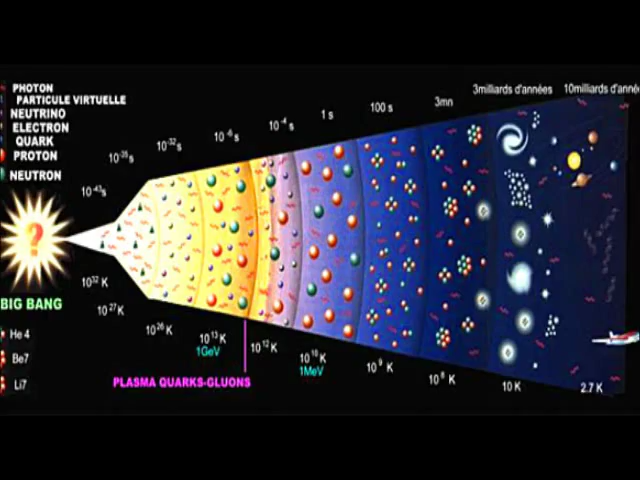 PHOTON
PARTICULE VIRTUELLE
NEUTRINO
ELECTRON
QUARK
PROTON
NEUTRON
10⁻⁴³s
10⁻³⁵s
10⁻³² s
10⁻⁶ s
10⁻⁴ s
1 s
100 s
3mn
3milliards d'années
10milliards d'anné
?
BIG BANG
10³² K
10²⁷ K
10²⁶ K
10¹³ K
1GeV
10¹² K
10¹⁰ K
1MeV
10⁹ K
10⁸ K
10 K
2.7 K
PLASMA QUARKS-GLUONS
He 4
Be7
Li7